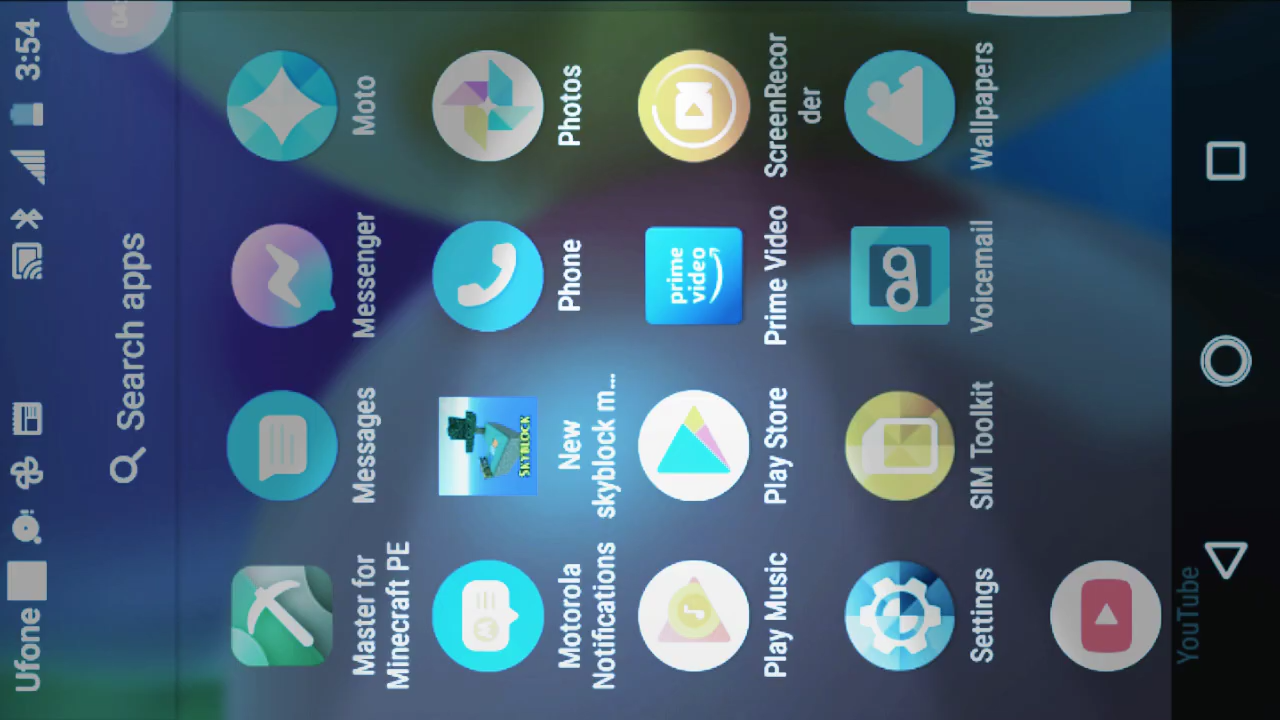 Ufone 3:54
Search apps
Master for
Minecraft PE
Messages
Messenger
Moto
Motorola
Notifications
SKYBLOCK
New
skyblock m...
Phone
Photos
Play Music
Play Store
prime
video
Prime Video
ScreenRecor
der
Settings
SIM Toolkit
Voicemail
Wallpapers
YouTube